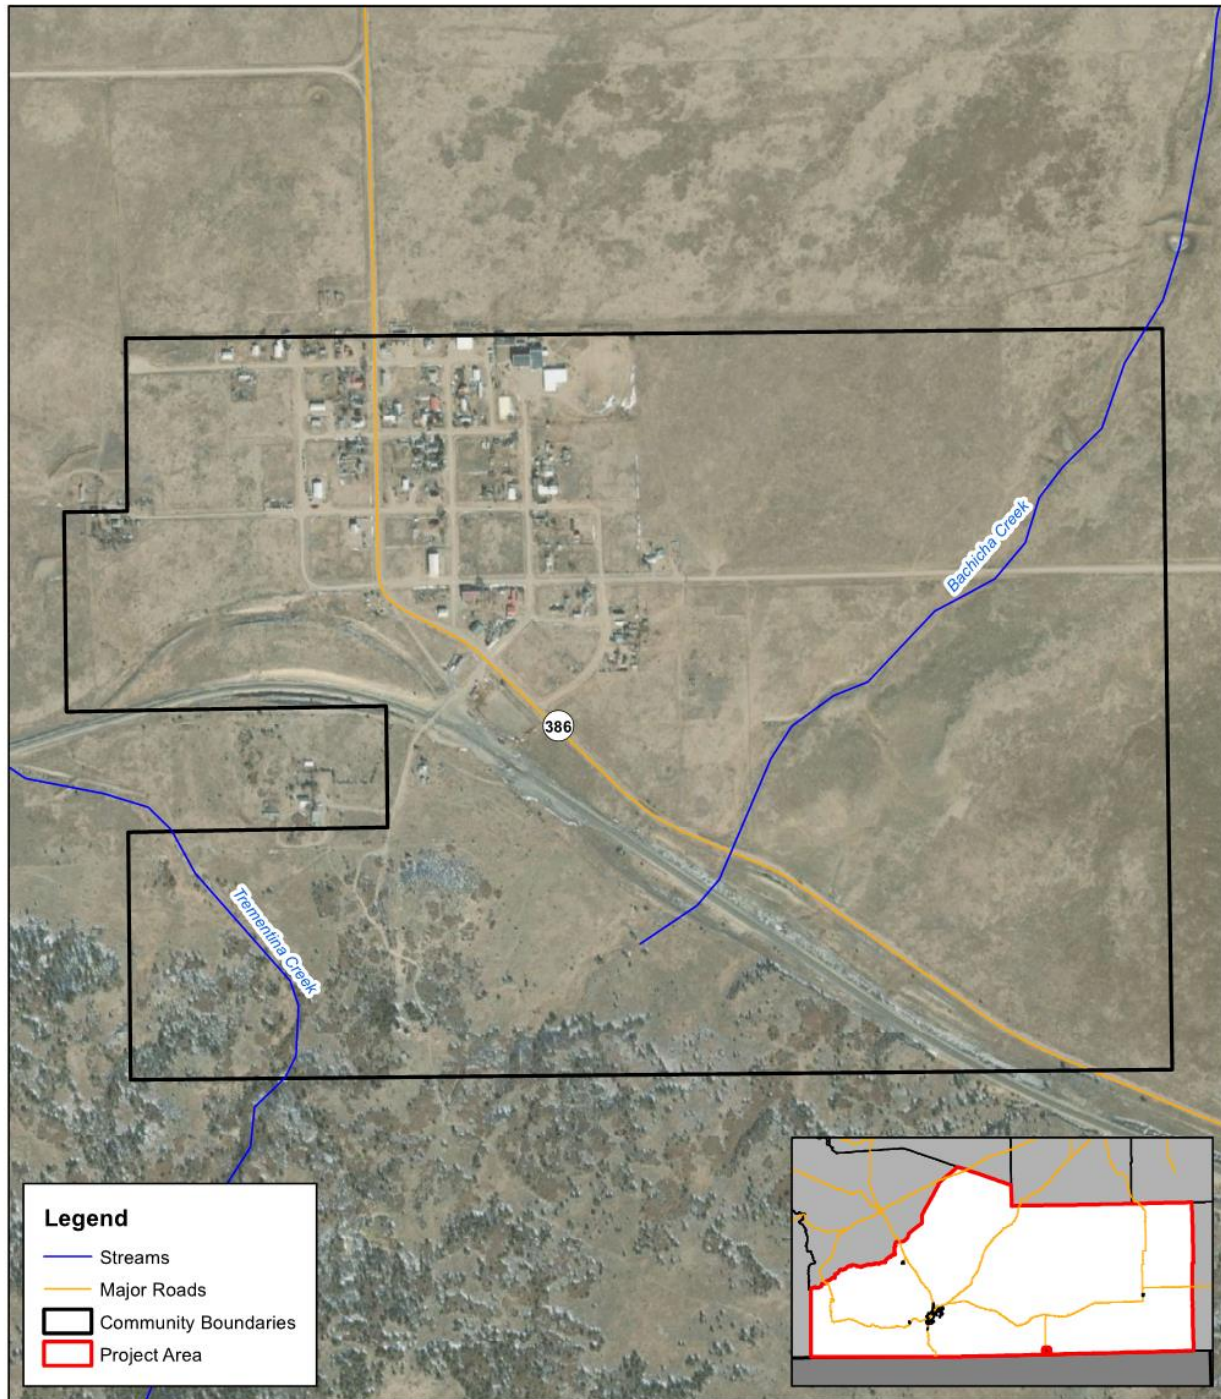 Bachicha Creek
386
Trementina Creek
Legend
Streams
Major Roads
Community Boundaries
Project Area